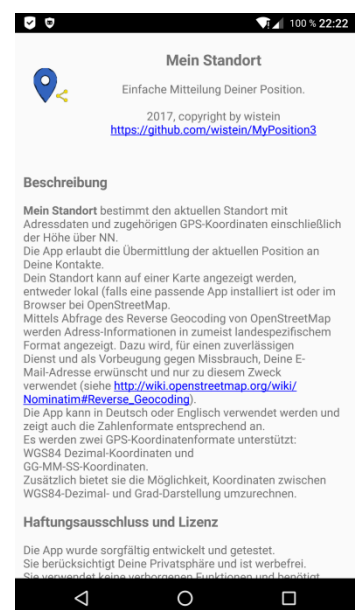 100 % 22:22
Mein Standort
Einfache Mitteilung Deiner Position.
2017, copyright by wistein
https://github.com/wistein/MyPosition3
Beschreibung
Mein Standort bestimmt den aktuellen Standort mit
Adressdaten und zugehörigen GPS-Koordinaten einschließlich
der Höhe über NN.
Die App erlaubt die Übermittlung der aktuellen Position an
Deine Kontakte.
Dein Standort kann auf einer Karte angezeigt werden,
entweder lokal (falls eine passende App installiert ist oder im
Browser bei OpenStreetMap.
Mittels Abfrage des Reverse Geocoding von OpenStreetMap
werden Adress-Informationen in zumeist landespezifischem
Format angezeigt. Dazu wird, für einen zuverlässigen
Dienst und als Vorbeugung gegen Missbrauch, Deine E-
Mail-Adresse erwünscht und nur zu diesem Zweck
verwendet (siehe http://wiki.openstreetmap.org/wiki/
Nominatim#Reverse_Geocoding).
Die App kann in Deutsch oder Englisch verwendet werden und
zeigt auch die Zahlenformate entsprechend an.
Es werden zwei GPS-Koordinatenformate unterstützt:
WGS84 Dezimal-Koordinaten und
GG-MM-SS-Koordinaten.
Zusätzlich bietet sie die Möglichkeit, Koordinaten zwischen
WGS84-Dezimal- und Grad-Darstellung umzurechnen.
Haftungsausschluss und Lizenz
Die App wurde sorgfältig entwickelt und getestet.
Sie berücksichtigt Deine Privatsphäre und ist werbefrei.
Sie verwendet keine verborgenen Funktionen und benötigt